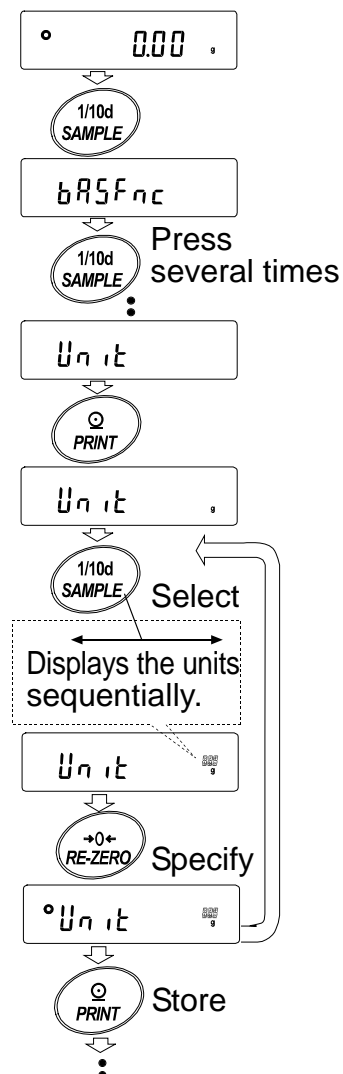 0.00 g
1/10d
SAMPLE
bASFnc
1/10d
SAMPLE
Press
several times
Unit
PRINT
Unit g
1/10d
SAMPLE
Select
Displays the units
sequentially.
Unit g
→0←
RE-ZERO
Specify
Unit g
PRINT
Store